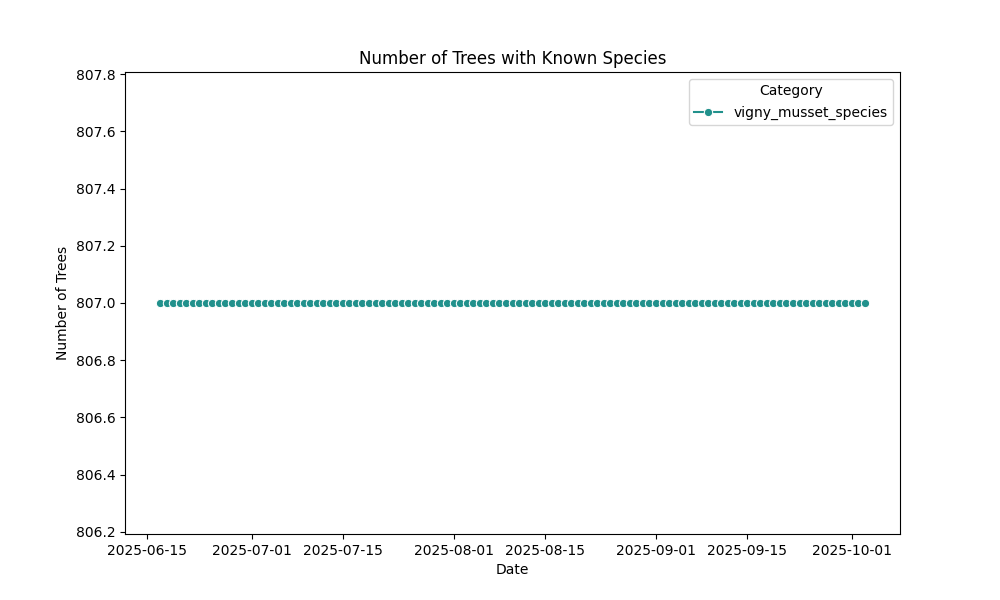 Number of Trees with Known Species
Category
vigny_musset_species
Number of Trees
807.8
807.6
807.4
807.2
807.0
806.8
806.6
806.4
806.2
2025-06-15 2025-07-01 2025-07-15 2025-08-01 2025-08-15 2025-09-01 2025-09-15 2025-10-01
Date